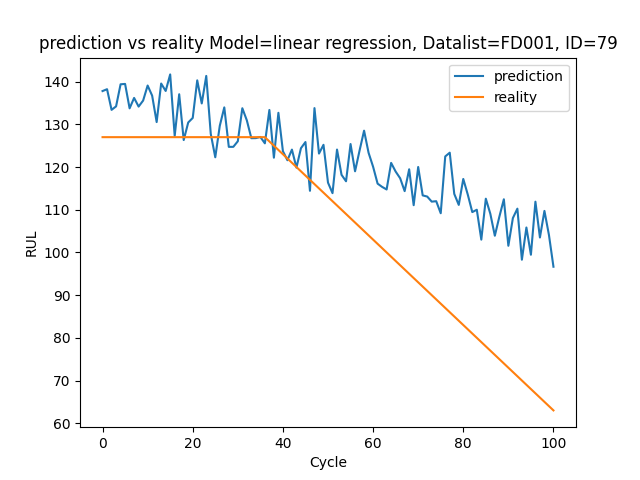 prediction vs reality Model=linear regression, Datalist=FD001, ID=79
prediction
reality
140
130
120
110
100
90
80
70
60
RUL
0 20 40 60 80 100
Cycle